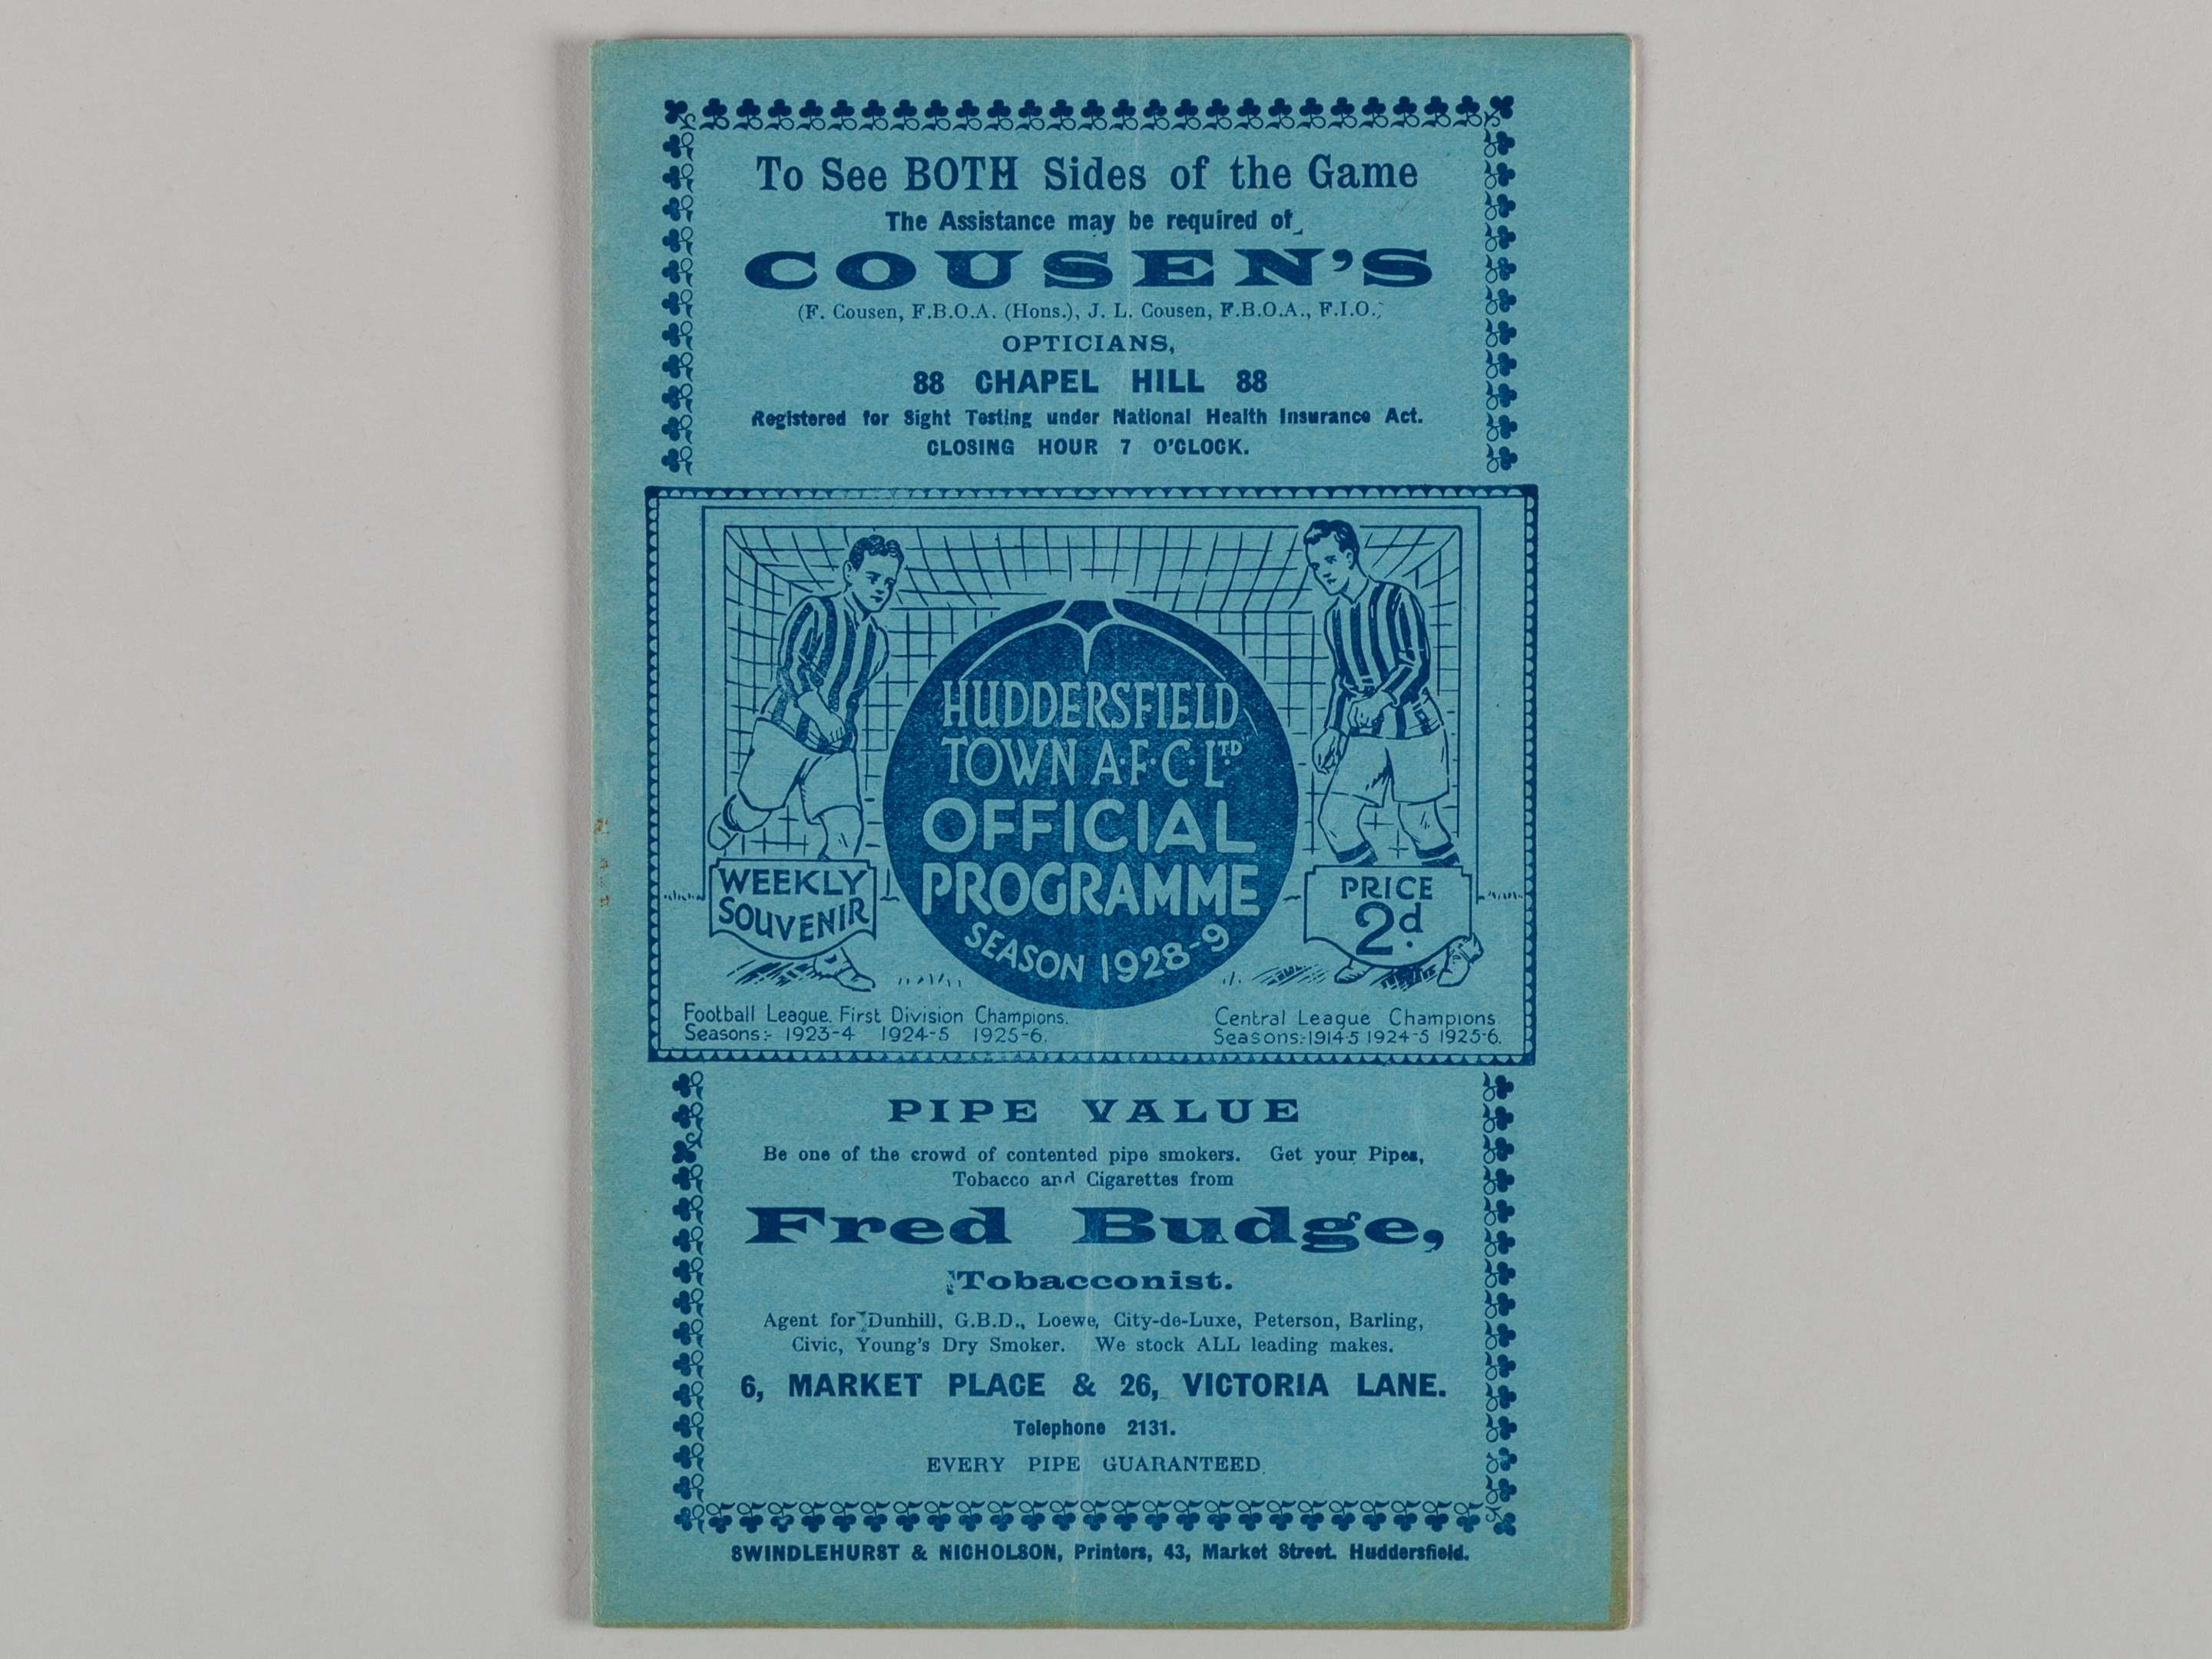 To See BOTH Sides of the Game
The Assistance may be required of
COUSEN'S
(F. Cousen, F.B.O.A. (Hons.), J. L. Cousen, F.B.O.A., F.I.O.)
OPTICIANS,
88 CHAPEL HILL 88
Registered for Sight Testing under National Health Insurance Act.
CLOSING HOUR 7 O'CLOCK.
HUDDERSFIELD
TOWN A.F.C. LTD
OFFICIAL
PROGRAMME
SEASON 1928-9
WEEKLY
SOUVENIR
PRICE
2d.
Football League. First Division Champions.
Seasons:- 1923-4 1924-5 1925-6.
Central League Champions
Seasons:-1914-5 1924-5 1925-6.
PIPE VALUE
Be one of the crowd of contented pipe smokers. Get your Pipes,
Tobacco and Cigarettes from
Fred Budge,
Tobacconist.
Agent for Dunhill, G.B.D., Loewe, City-de-Luxe, Peterson, Barling,
Civic, Young's Dry Smoker. We stock ALL leading makes.
6, MARKET PLACE & 26, VICTORIA LANE.
Telephone 2131.
EVERY PIPE GUARANTEED.
SWINDLEHURST & NICHOLSON, Printers, 43, Market Street. Huddersfield.